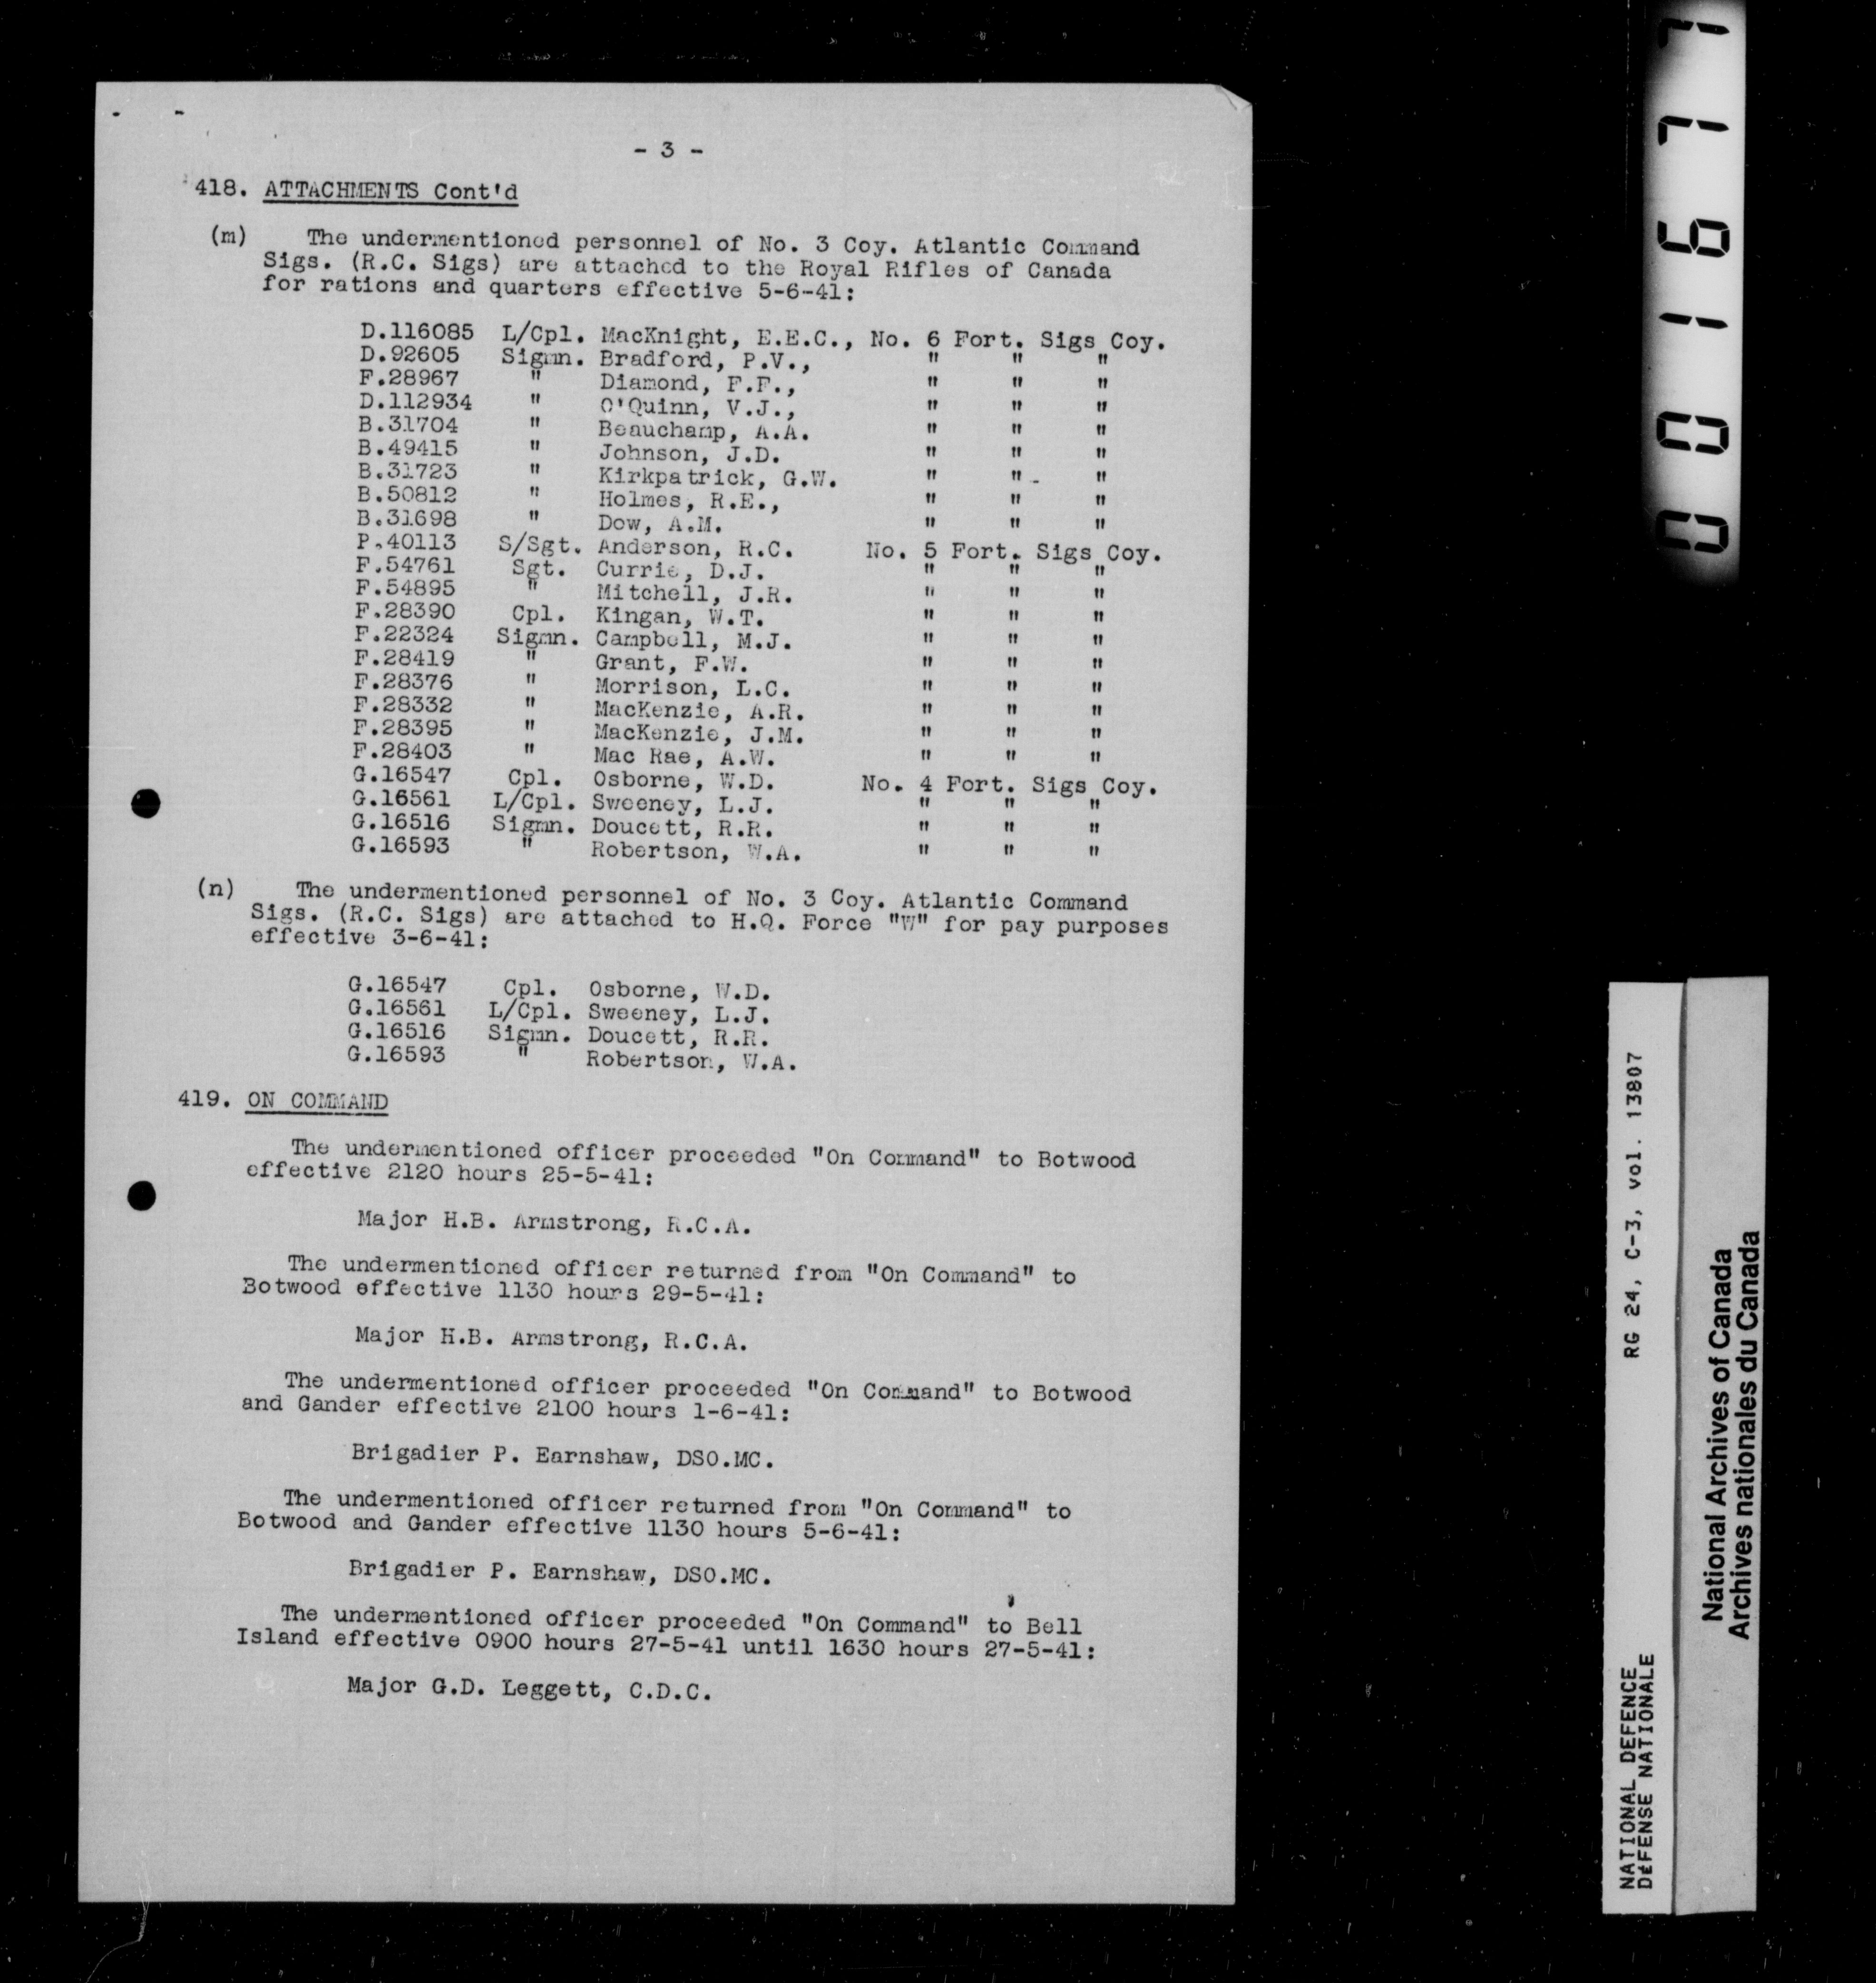 - 3 -
418. ATTACHMENTS Cont'd
(m) The undermentioned personnel of No. 3 Coy. Atlantic Command
Sigs. (R.C. Sigs) are attached to the Royal Rifles of Canada
for rations and quarters effective 5-6-41:
D.116085 L/Cpl. MacKnight, E.E.C., No. 6 Fort. Sigs Coy.
D.92605 Sigmn. Bradford, P.V., " " "
F.28967 " Diamond, F.F., " " "
D.112934 " O'Quinn, V.J., " " "
B.31704 " Beauchamp, A.A. " " "
B.49415 " Johnson, J.D. " " "
B.31723 " Kirkpatrick, G.W. " " "
B.50812 " Holmes, R.E., " " "
B.31698 " Dow, A.M. " " "
P.40113 S/Sgt. Anderson, R.C. No. 5 Fort. Sigs Coy.
F.54761 Sgt. Currie, D.J. " " "
F.54895 " Mitchell, J.R. " " "
F.28390 Cpl. Kingan, W.T. " " "
F.22324 Sigmn. Campbell, M.J. " " "
F.28419 " Grant, F.W. " " "
F.28376 " Morrison, L.C. " " "
F.28332 " MacKenzie, A.R. " " "
F.28395 " MacKenzie, J.M. " " "
F.28403 " Mac Rae, A.W. " " "
G.16547 Cpl. Osborne, W.D. No. 4 Fort. Sigs Coy.
G.16561 L/Cpl. Sweeney, L.J. " " "
G.16516 Sigmn. Doucett, R.R. " " "
G.16593 " Robertson, W.A. " " "
(n) The undermentioned personnel of No. 3 Coy. Atlantic Command
Sigs. (R.C. Sigs) are attached to H.Q. Force "W" for pay purposes
effective 3-6-41:
G.16547 Cpl. Osborne, W.D.
G.16561 L/Cpl. Sweeney, L.J.
G.16516 Sigmn. Doucett, R.R.
G.16593 " Robertson, W.A.
419. ON COMMAND
The undermentioned officer proceeded "On Command" to Botwood
effective 2120 hours 25-5-41:
Major H.B. Armstrong, R.C.A.
The undermentioned officer returned from "On Command" to
Botwood effective 1130 hours 29-5-41:
Major H.B. Armstrong, R.C.A.
The undermentioned officer proceeded "On Command" to Botwood
and Gander effective 2100 hours 1-6-41:
Brigadier P. Earnshaw, DSO.MC.
The undermentioned officer returned from "On Command" to
Botwood and Gander effective 1130 hours 5-6-41:
Brigadier P. Earnshaw, DSO.MC.
The undermentioned officer proceeded "On Command" to Bell
Island effective 0900 hours 27-5-41 until 1630 hours 27-5-41:
Major G.D. Leggett, C.D.C.
001677
NATIONAL DEFENCE RG 24, C-3, vol. 13807
DÉFENSE NATIONALE
National Archives of Canada
Archives nationales du Canada